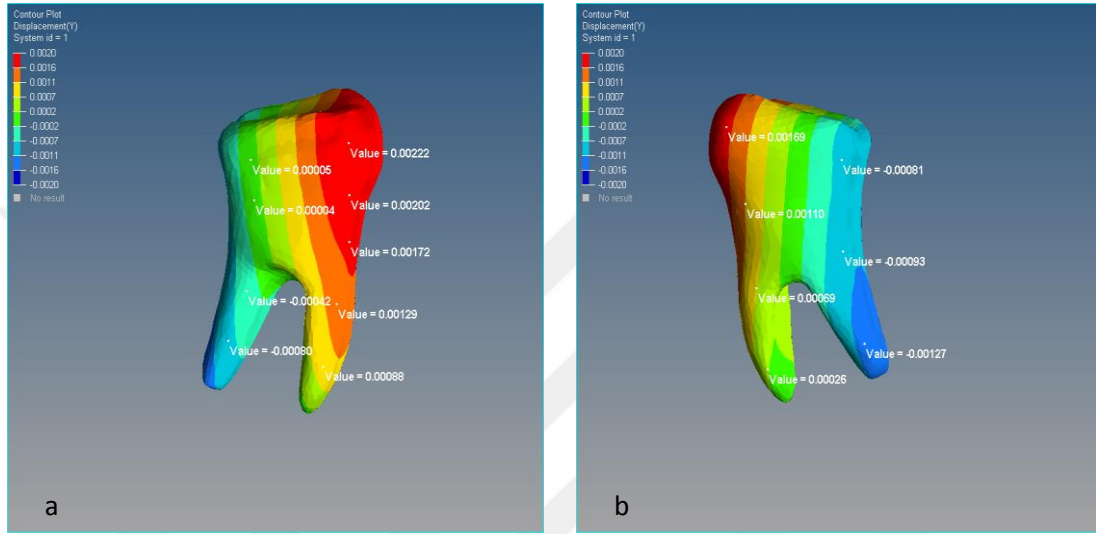 Contour Plot
Displacement(Y)
System id = 1
0.0020
0.0016
0.0011
0.0007
0.0002
-0.0002
-0.0007
-0.0011
-0.0016
-0.0020
No result
Value = 0.00222
Value = 0.00005
Value = 0.00202
Value = 0.00004
Value = 0.00172
Value = -0.00042
Value = 0.00129
Value = -0.00080
Value = 0.00088
a
Contour Plot
Displacement(Y)
System id = 1
0.0020
0.0016
0.0011
0.0007
0.0002
-0.0002
-0.0007
-0.0011
-0.0016
-0.0020
No result
Value = 0.00169
Value = -0.00081
Value = 0.00110
Value = -0.00093
Value = 0.00069
Value = -0.00127
Value = 0.00026
b